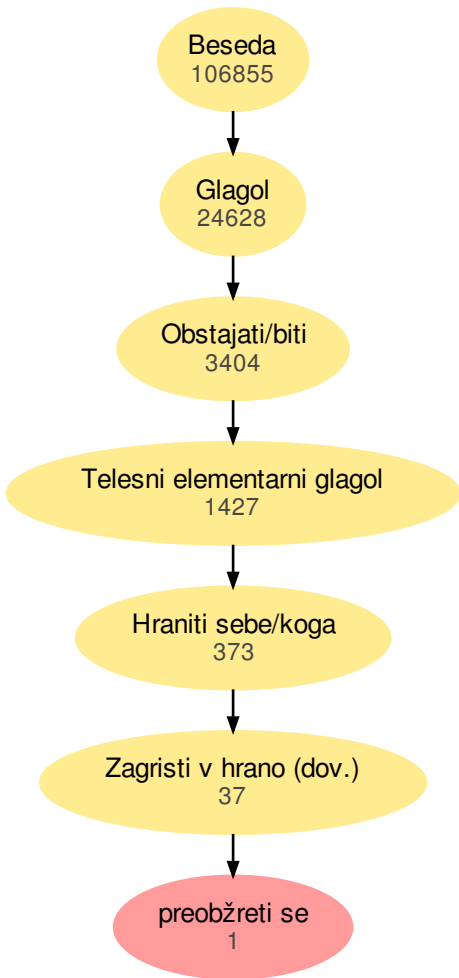 Beseda
106855
Glagol
24628
Obstajati/biti
3404
Telesni elementarni glagol
1427
Hraniti sebe/koga
373
Zagristi v hrano (dov.)
37
preobžreti se
1